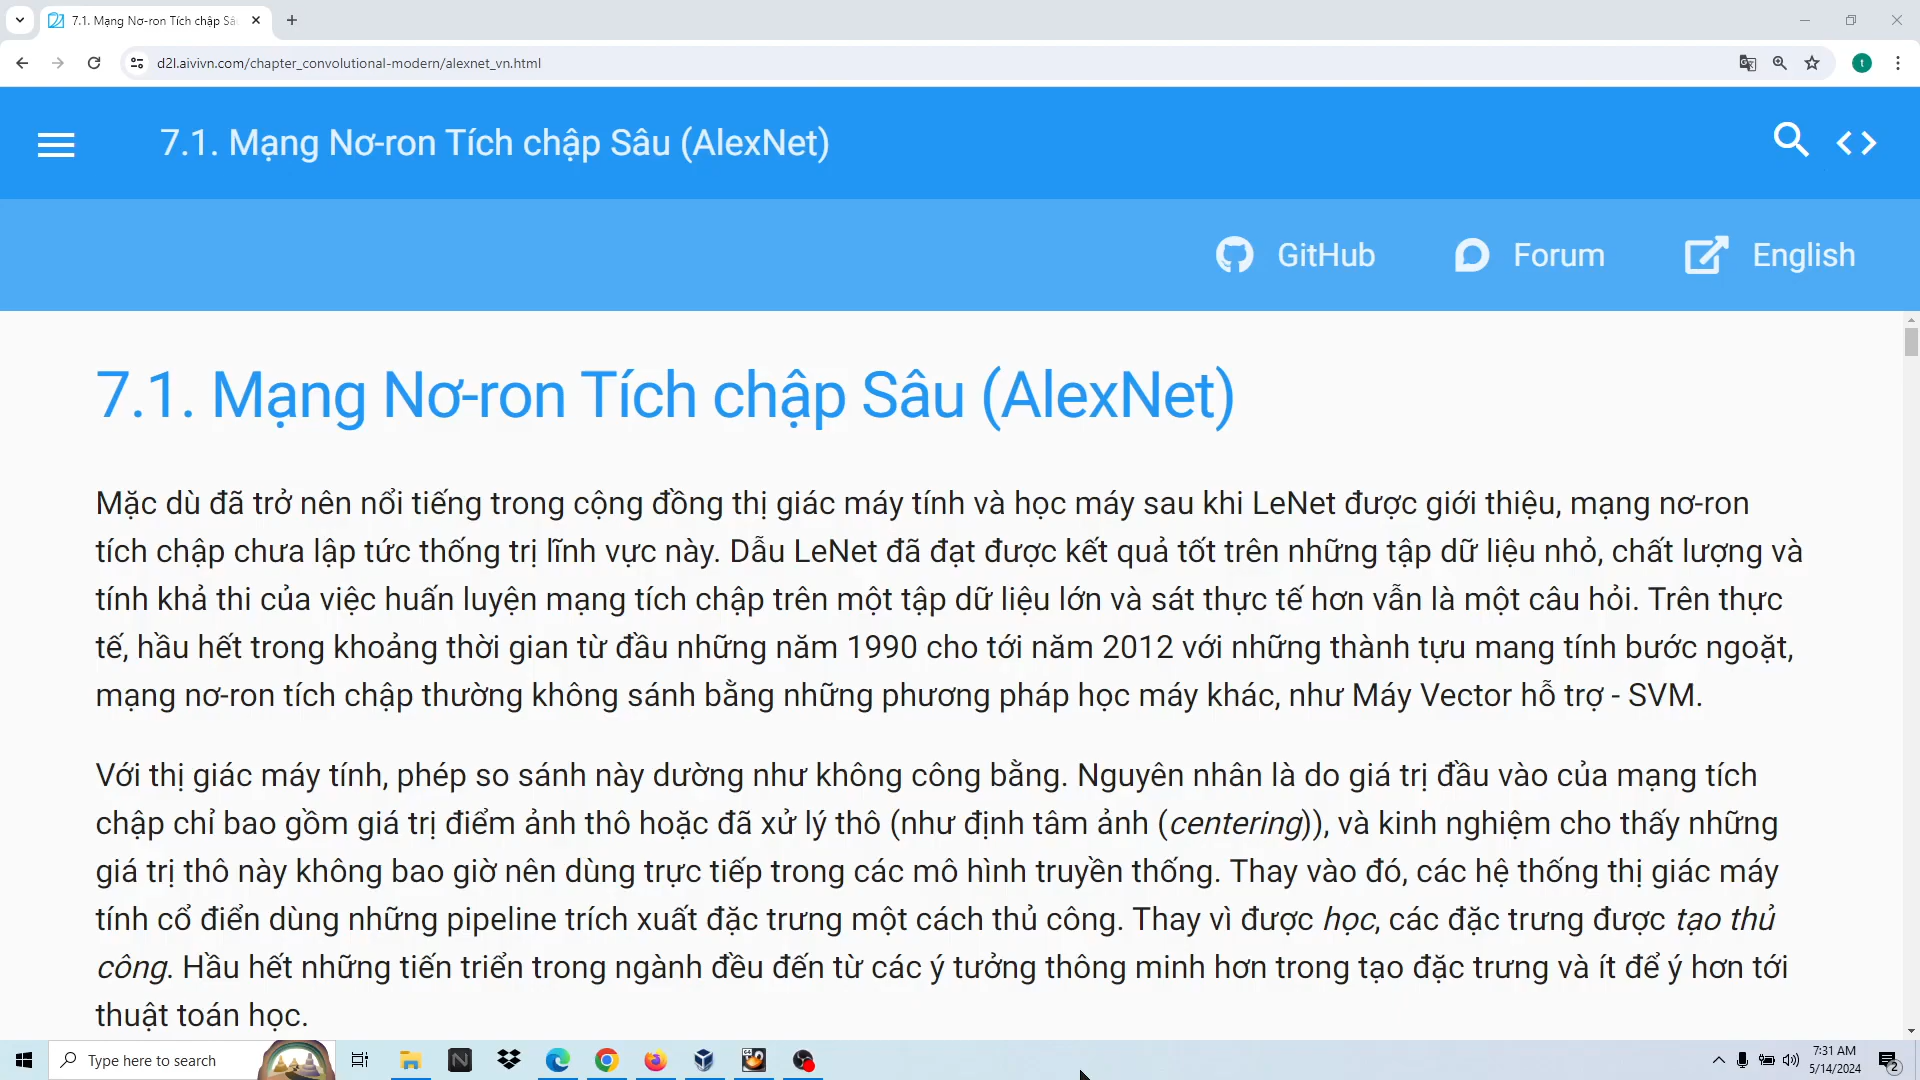 7.1. Mạng Nơ-ron Tích chập Sâ
d2l.aivivn.com/chapter_convolutional-modern/alexnet_vn.html
t
7.1. Mạng Nơ-ron Tích chập Sâu (AlexNet)
GitHub
Forum
English
7.1. Mạng Nơ-ron Tích chập Sâu (AlexNet)
Mặc dù đã trở nên nổi tiếng trong cộng đồng thị giác máy tính và học máy sau khi LeNet được giới thiệu, mạng nơ-ron
tích chập chưa lập tức thống trị lĩnh vực này. Dẫu LeNet đã đạt được kết quả tốt trên những tập dữ liệu nhỏ, chất lượng và
tính khả thi của việc huấn luyện mạng tích chập trên một tập dữ liệu lớn và sát thực tế hơn vẫn là một câu hỏi. Trên thực
tế, hầu hết trong khoảng thời gian từ đầu những năm 1990 cho tới năm 2012 với những thành tựu mang tính bước ngoặt,
mạng nơ-ron tích chập thường không sánh bằng những phương pháp học máy khác, như Máy Vector hỗ trợ - SVM.
Với thị giác máy tính, phép so sánh này dường như không công bằng. Nguyên nhân là do giá trị đầu vào của mạng tích
chập chỉ bao gồm giá trị điểm ảnh thô hoặc đã xử lý thô (như định tâm ảnh (centering)), và kinh nghiệm cho thấy những
giá trị thô này không bao giờ nên dùng trực tiếp trong các mô hình truyền thống. Thay vào đó, các hệ thống thị giác máy
tính cổ điển dùng những pipeline trích xuất đặc trưng một cách thủ công. Thay vì được học, các đặc trưng được tạo thủ
công. Hầu hết những tiến triển trong ngành đều đến từ các ý tưởng thông minh hơn trong tạo đặc trưng và ít để ý hơn tới
thuật toán học.
Type here to search
7:31 AM
5/14/2024
2